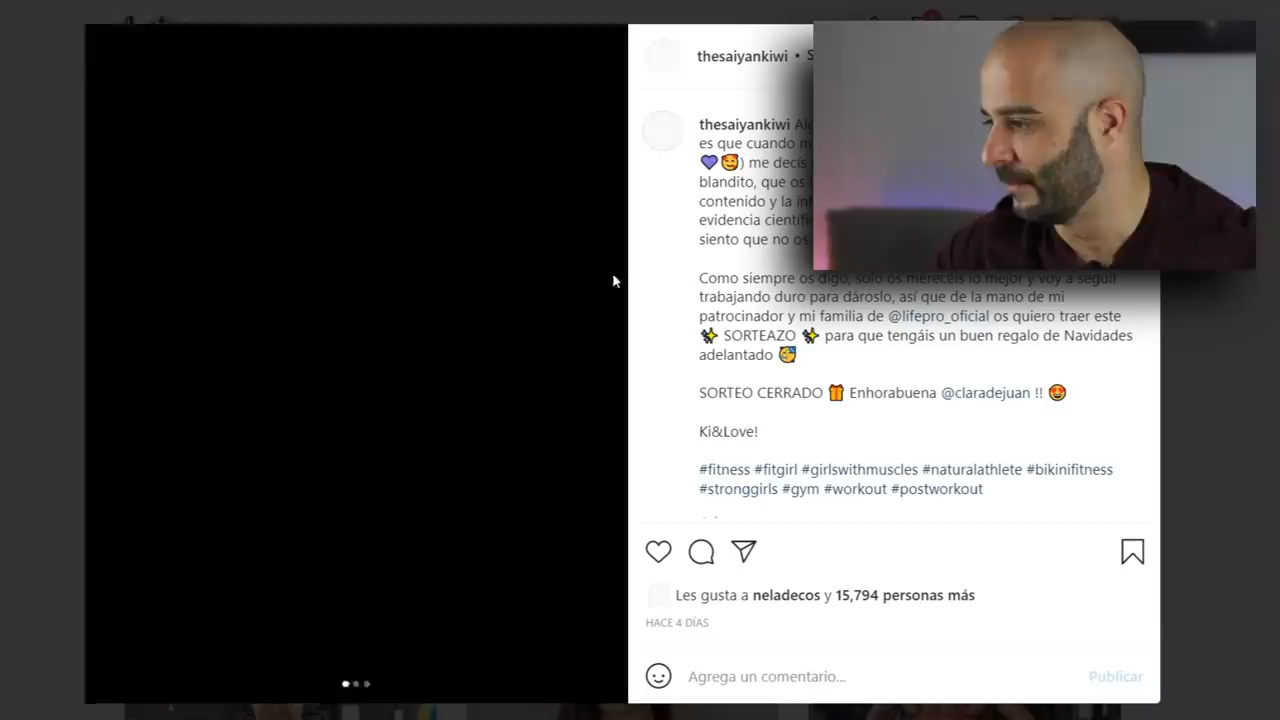 thesaiyankiwi •
thesaiyankiwi
es que cuando
💜🥰) me decís
blandito, que os
contenido y la
evidencia
siento que no os
Como siempre os digo, solo os merecéis lo mejor y voy a seguir
trabajando duro para dároslo, así que de la mano de mi
patrocinador y mi familia de @lifepro_oficial os quiero traer este
✨ SORTEAZO ✨ para que tengáis un buen regalo de Navidades
adelantado 🥳
SORTEO CERRADO 🎁 Enhorabuena @claradejuan !! 🤩
Ki&Love!
#fitness #fitgirl #girlswithmuscles #naturalathlete #bikinifitness
#stronggirls #gym #workout #postworkout
Les gusta a neladecos y 15,794 personas más
HACE 4 DÍAS
Agrega un comentario...
Publicar